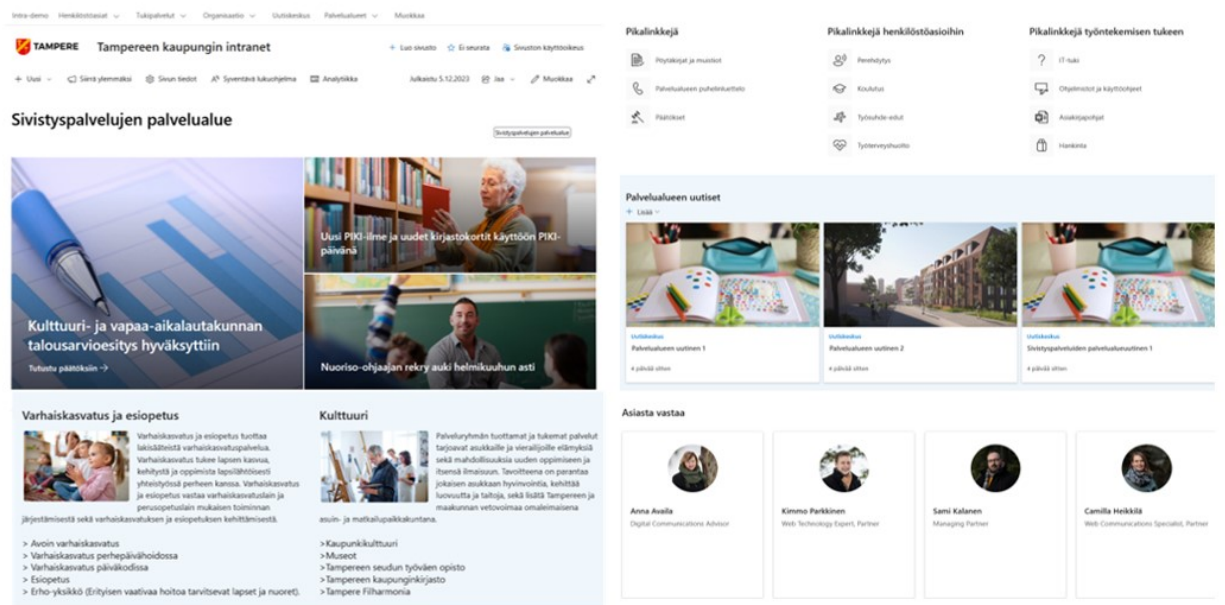 Intra-demo Henkilöstöasiat Tukipalvelut Organisaatio Uutiskeskus Palvelualueet Muokkaa
TAMPERE Tampereen kaupungin intranet
+ Luo sivusto Ei seurata Sivuston käyttöoikeus
+ Uusi Siirrä ylemmäksi Sivun tiedot Syventävä lukuohjelma Analytiikka Julkaistu 5.12.2023 Jaa Muokkaa
Sivistyspalvelujen palvelualue
Sivistyspalvelujen palvelualue
Kulttuuri- ja vapaa-aikalautakunnan
talousarvioesitys hyväksyttiin
Tutustu päätöksiin →
Uusi PIKI-ilme ja uudet kirjastokortit käyttöön PIKI-
päivänä
Nuoriso-ohjaajan rekry auki helmikuuhun asti
Varhaiskasvatus ja esiopetus
Varhaiskasvatus ja esiopetus tuottaa
lakisääteistä varhaiskasvatuspalvelua.
Varhaiskasvatus tukee lapsen kasvua,
kehitystä ja oppimista lapsilähtöisesti
yhteistyössä perheen kanssa. Varhaiskasvatus
ja esiopetus vastaa varhaiskasvatuslain ja
perusopetuslain mukaisen toiminnan
järjestämisestä sekä varhaiskasvatuksen ja esiopetuksen kehittämisestä.
> Avoin varhaiskasvatus
> Varhaiskasvatus perhepäivähoidossa
> Varhaiskasvatus päiväkodissa
> Esiopetus
> Erho-yksikkö (Erityisen vaativaa hoitoa tarvitsevat lapset ja nuoret).
Kulttuuri
Palveluryhmän tuottamat ja tukemat palvelut
tarjoavat asukkaille ja vierailijoille elämyksiä
sekä mahdollisuuksia uuden oppimiseen ja
itsensä ilmaisuun. Tavoitteena on parantaa
jokaisen asukkaan hyvinvointia, kehittää
luovuutta ja taitoja, sekä lisätä Tampereen ja
maakunnan vetovoimaa omaleimaisena
asuin- ja matkailupaikkakuntana.
>Kaupunkikulttuuri
>Museot
>Tampereen seudun työväen opisto
>Tampereen kaupunginkirjasto
>Tampere Filharmonia
Pikalinkkejä
Pöytäkirjat ja muistiot
Palvelualueen puhelinluettelo
Päätökset
Pikalinkkejä henkilöstöasioihin
Perehdytys
Koulutus
Työsuhde-edut
Työterveyshuolto
Pikalinkkejä työntekemisen tukeen
IT-tuki
Ohjelmistot ja käyttöohjeet
Asiakirjapohjat
Hankinta
Palvelualueen uutiset
+ Lisää
Uutiskeskus
Palvelualueen uutinen 1
4 päivää sitten
Uutiskeskus
Palvelualueen uutinen 2
4 päivää sitten
Uutiskeskus
Sivistyspalveluiden palvelualueuutinen 1
4 päivää sitten
Asiasta vastaa
Anna Availa
Digital Communications Advisor
Kimmo Parkkinen
Web Technology Expert, Partner
Sami Kalanen
Managing Partner
Camilla Heikkilä
Web Communications Specialist, Partner